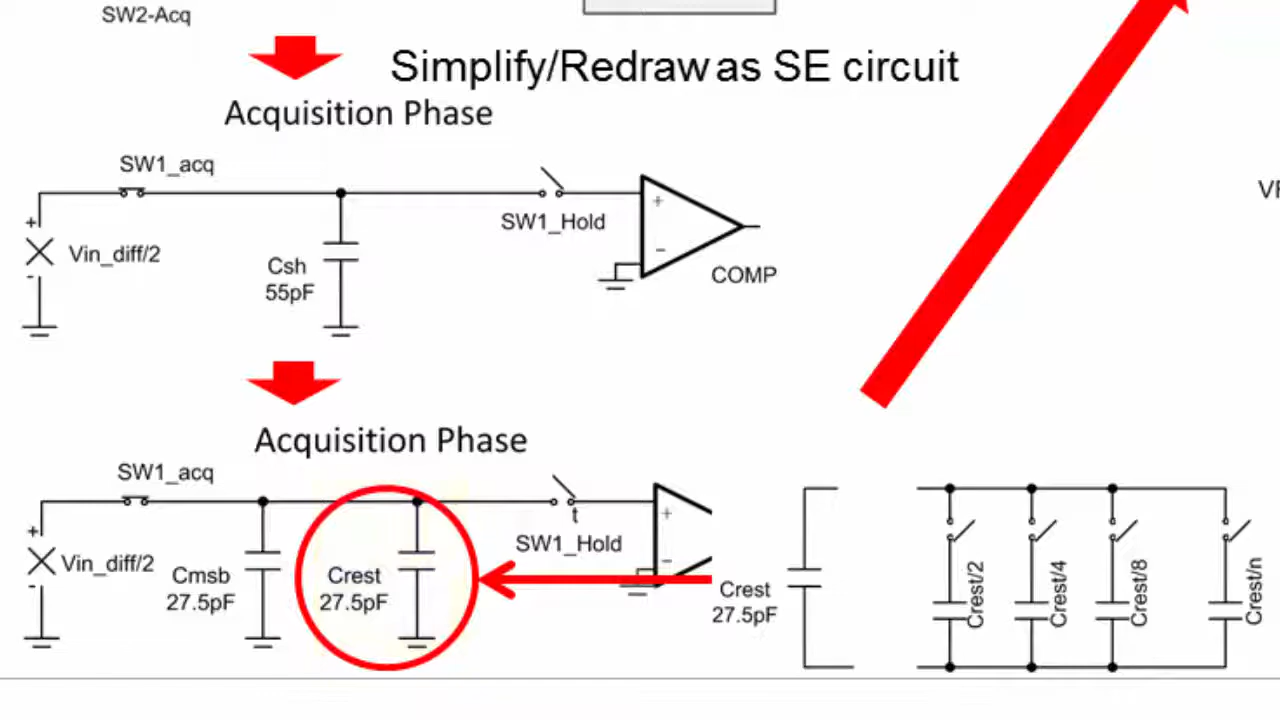 SW2-Acq
Simplify/Redraw as SE circuit
Acquisition Phase
SW1_acq
+
Vin_diff/2
-
Csh
55pF
SW1_Hold
+
-
COMP
Acquisition Phase
SW1_acq
+
Vin_diff/2
-
Cmsb
27.5pF
Crest
27.5pF
t
SW1_Hold
+
-
Crest
27.5pF
Crest/2
Crest/4
Crest/8
Crest/n